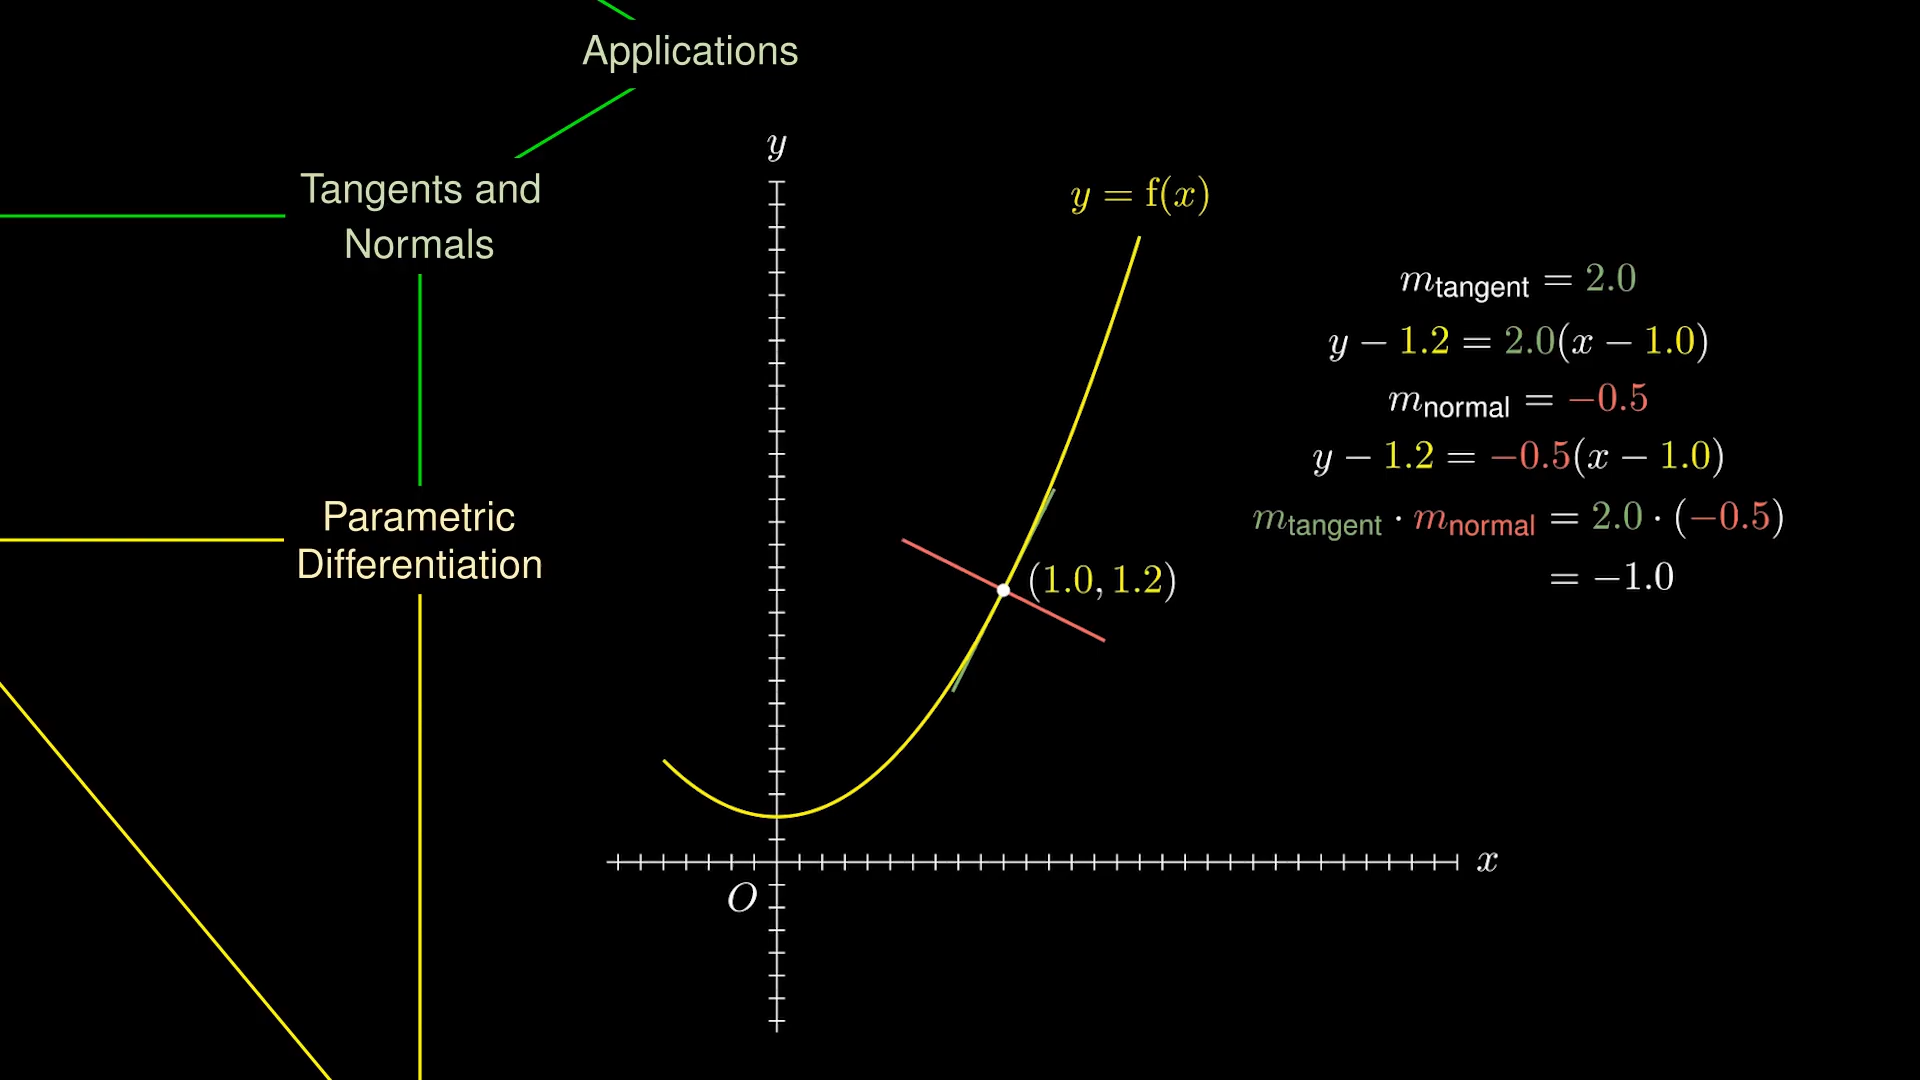 Applications
Tangents and
Normals
Parametric
Differentiation
y
y = f(x)
(1.0, 1.2)
x
O
m_tangent = 2.0
y − 1.2 = 2.0(x − 1.0)
m_normal = −0.5
y − 1.2 = −0.5(x − 1.0)
m_tangent · m_normal = 2.0 · (−0.5)
= −1.0